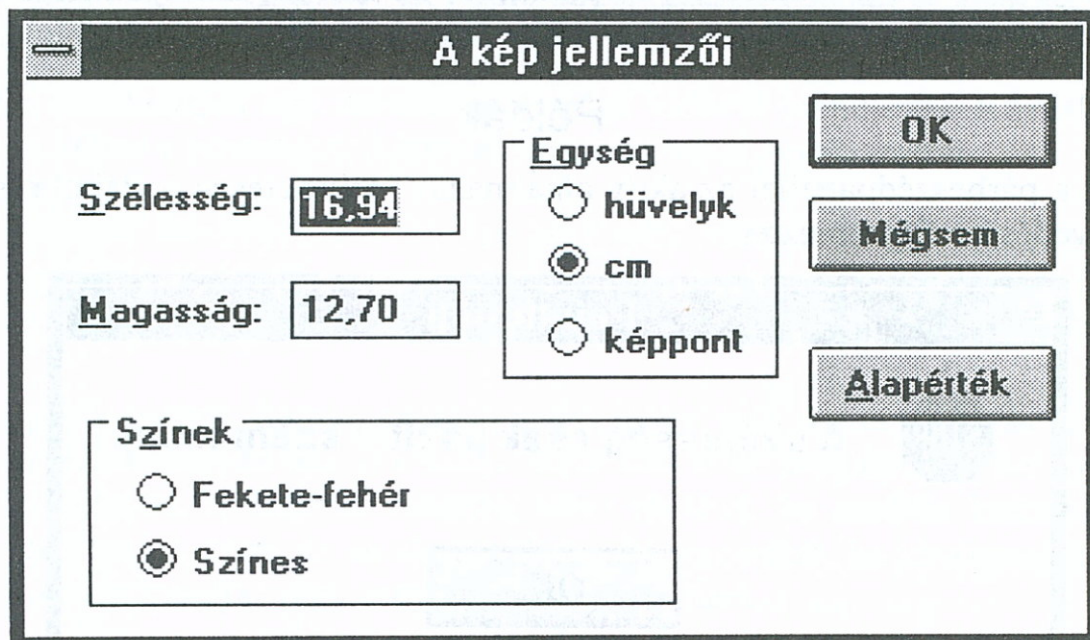 A kép jellemzői
Szélesség: 16,94
Magasság: 12,70
Egység
hüvelyk
cm
képpont
OK
Mégsem
Alapérték
Színek
Fekete-fehér
Színes